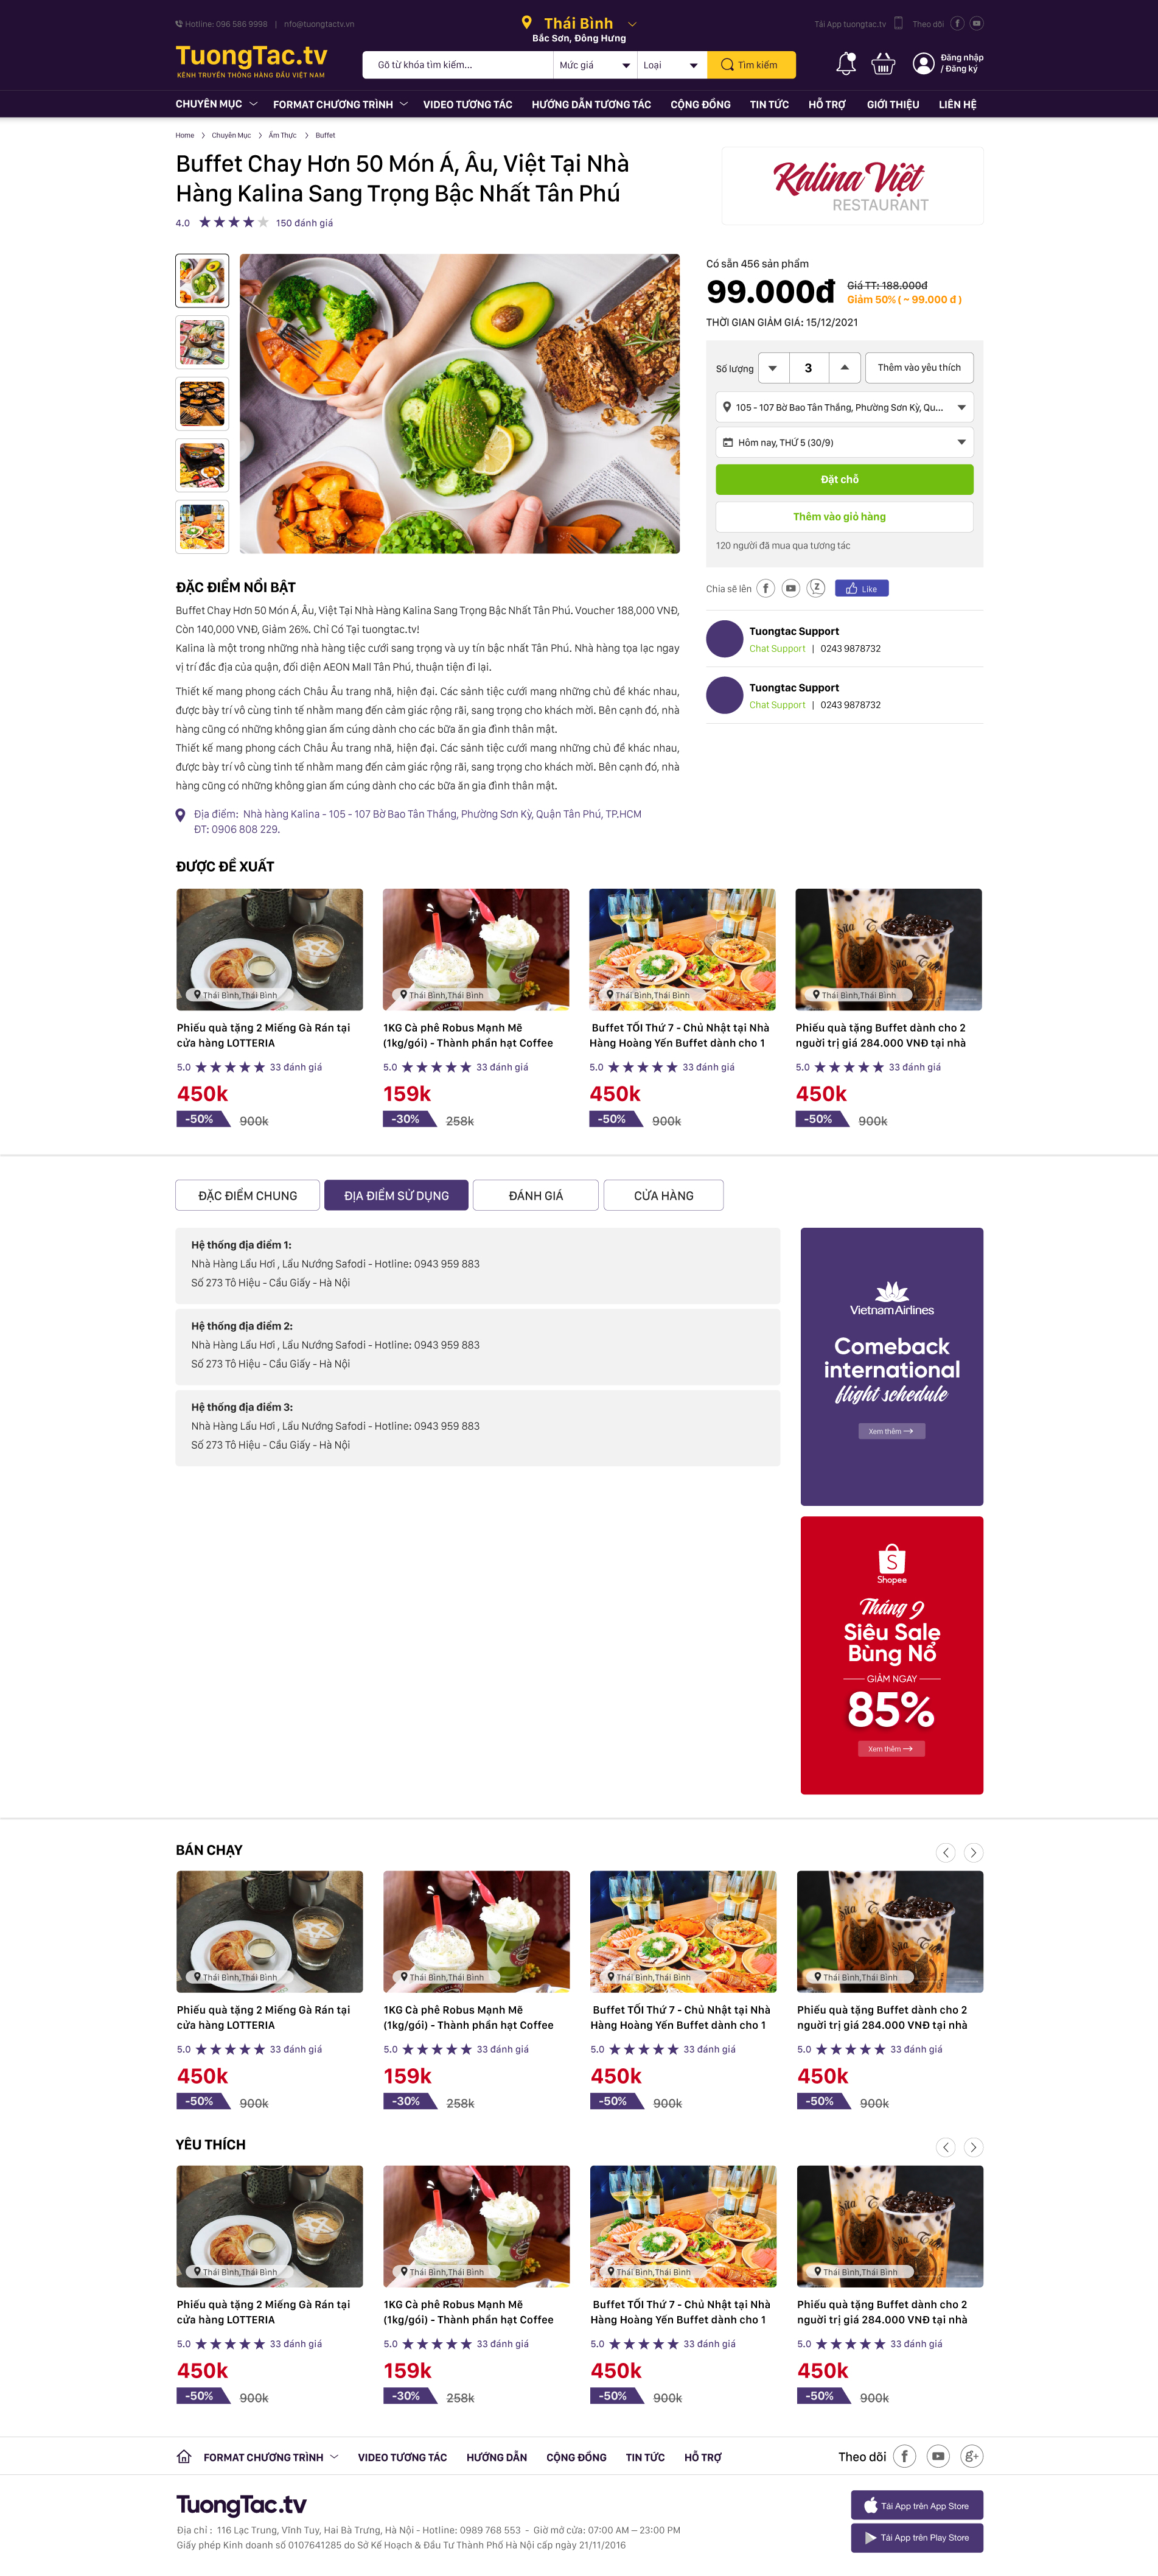 Hotline: 096 586 9998 | nfo@tuongtactv.vn
Thái Bình
Bắc Sơn, Đông Hưng
Tải App tuongtac.tv Theo dõi
TuongTac.tv
KÊNH TRUYỀN THÔNG HÀNG ĐẦU VIỆT NAM
Gõ từ khóa tìm kiếm... Mức giá Loại Tìm kiếm
Đăng nhập
/ Đăng ký
CHUYÊN MỤC FORMAT CHƯƠNG TRÌNH VIDEO TƯƠNG TÁC HƯỚNG DẪN TƯƠNG TÁC CỘNG ĐỒNG TIN TỨC HỖ TRỢ GIỚI THIỆU LIÊN HỆ
Home > Chuyên Mục > Ẩm Thực > Buffet
Buffet Chay Hơn 50 Món Á, Âu, Việt Tại Nhà
Hàng Kalina Sang Trọng Bậc Nhất Tân Phú
4.0 150 đánh giá
Kalina Việt
RESTAURANT
Có sẵn 456 sản phẩm
99.000đ
Giá TT: 188.000đ
Giảm 50% ( ~ 99.000 đ )
THỜI GIAN GIẢM GIÁ: 15/12/2021
Số lượng 3 Thêm vào yêu thích
105 - 107 Bờ Bao Tân Thắng, Phường Sơn Kỳ, Qu...
Hôm nay, THỨ 5 (30/9)
Đặt chỗ
Thêm vào giỏ hàng
120 người đã mua qua tương tác
Chia sẽ lên Like
Tuongtac Support
Chat Support | 0243 9878732
Tuongtac Support
Chat Support | 0243 9878732
ĐẶC ĐIỂM NỔI BẬT
Buffet Chay Hơn 50 Món Á, Âu, Việt Tại Nhà Hàng Kalina Sang Trọng Bậc Nhất Tân Phú. Voucher 188,000 VNĐ,
Còn 140,000 VNĐ, Giảm 26%. Chỉ Có Tại tuongtac.tv!
Kalina là một trong những nhà hàng tiệc cưới sang trọng và uy tín bậc nhất Tân Phú. Nhà hàng tọa lạc ngay
vị trí đắc địa của quận, đối diện AEON Mall Tân Phú, thuận tiện đi lại.
Thiết kế mang phong cách Châu Âu trang nhã, hiện đại. Các sảnh tiệc cưới mang những chủ đề khác nhau,
được bày trí vô cùng tinh tế nhằm mang đến cảm giác rộng rãi, sang trọng cho khách mời. Bên cạnh đó, nhà
hàng cũng có những không gian ấm cúng dành cho các bữa ăn gia đình thân mật.
Thiết kế mang phong cách Châu Âu trang nhã, hiện đại. Các sảnh tiệc cưới mang những chủ đề khác nhau,
được bày trí vô cùng tinh tế nhằm mang đến cảm giác rộng rãi, sang trọng cho khách mời. Bên cạnh đó, nhà
hàng cũng có những không gian ấm cúng dành cho các bữa ăn gia đình thân mật.
Địa điểm: Nhà hàng Kalina - 105 - 107 Bờ Bao Tân Thắng, Phường Sơn Kỳ, Quận Tân Phú, TP.HCM
ĐT: 0906 808 229.
ĐƯỢC ĐỀ XUẤT
Thái Bình,Thái Bình Thái Bình,Thái Bình Thái Bình,Thái Bình Thái Bình,Thái Bình
Phiếu quà tặng 2 Miếng Gà Rán tại
cửa hàng LOTTERIA
5.0 33 đánh giá
450k
-50% 900k
1KG Cà phê Robus Mạnh Mẽ
(1kg/gói) - Thành phần hạt Coffee
5.0 33 đánh giá
159k
-30% 258k
Buffet TỐI Thứ 7 - Chủ Nhật tại Nhà
Hàng Hoàng Yến Buffet dành cho 1
5.0 33 đánh giá
450k
-50% 900k
Phiếu quà tặng Buffet dành cho 2
người trị giá 284.000 VNĐ tại nhà
5.0 33 đánh giá
450k
-50% 900k
ĐẶC ĐIỂM CHUNG ĐỊA ĐIỂM SỬ DỤNG ĐÁNH GIÁ CỬA HÀNG
Hệ thống địa điểm 1:
Nhà Hàng Lẩu Hơi , Lẩu Nướng Safodi - Hotline: 0943 959 883
Số 273 Tô Hiệu - Cầu Giấy - Hà Nội
Hệ thống địa điểm 2:
Nhà Hàng Lẩu Hơi , Lẩu Nướng Safodi - Hotline: 0943 959 883
Số 273 Tô Hiệu - Cầu Giấy - Hà Nội
Hệ thống địa điểm 3:
Nhà Hàng Lẩu Hơi , Lẩu Nướng Safodi - Hotline: 0943 959 883
Số 273 Tô Hiệu - Cầu Giấy - Hà Nội
Vietnam Airlines
Comeback
international
flight schedule
Xem thêm
Shopee
Tháng 9
Siêu Sale
Bùng Nổ
GIẢM NGAY
85%
Xem thêm
BÁN CHẠY
Thái Bình,Thái Bình Thái Bình,Thái Bình Thái Bình,Thái Bình Thái Bình,Thái Bình
Phiếu quà tặng 2 Miếng Gà Rán tại
cửa hàng LOTTERIA
5.0 33 đánh giá
450k
-50% 900k
1KG Cà phê Robus Mạnh Mẽ
(1kg/gói) - Thành phần hạt Coffee
5.0 33 đánh giá
159k
-30% 258k
Buffet TỐI Thứ 7 - Chủ Nhật tại Nhà
Hàng Hoàng Yến Buffet dành cho 1
5.0 33 đánh giá
450k
-50% 900k
Phiếu quà tặng Buffet dành cho 2
người trị giá 284.000 VNĐ tại nhà
5.0 33 đánh giá
450k
-50% 900k
YÊU THÍCH
Thái Bình,Thái Bình Thái Bình,Thái Bình Thái Bình,Thái Bình Thái Bình,Thái Bình
Phiếu quà tặng 2 Miếng Gà Rán tại
cửa hàng LOTTERIA
5.0 33 đánh giá
450k
-50% 900k
1KG Cà phê Robus Mạnh Mẽ
(1kg/gói) - Thành phần hạt Coffee
5.0 33 đánh giá
159k
-30% 258k
Buffet TỐI Thứ 7 - Chủ Nhật tại Nhà
Hàng Hoàng Yến Buffet dành cho 1
5.0 33 đánh giá
450k
-50% 900k
Phiếu quà tặng Buffet dành cho 2
người trị giá 284.000 VNĐ tại nhà
5.0 33 đánh giá
450k
-50% 900k
FORMAT CHƯƠNG TRÌNH VIDEO TƯƠNG TÁC HƯỚNG DẪN CỘNG ĐỒNG TIN TỨC HỖ TRỢ Theo dõi
TuongTac.tv
Địa chỉ : 116 Lạc Trung, Vĩnh Tuy, Hai Bà Trưng, Hà Nội - Hotline: 0989 768 553 - Giờ mở cửa: 07:00 AM – 23:00 PM
Giấy phép Kinh doanh số 0107641285 do Sở Kế Hoạch & Đầu Tư Thành Phố Hà Nội cấp ngày 21/11/2016
Tải App trên App Store
Tải App trên Play Store